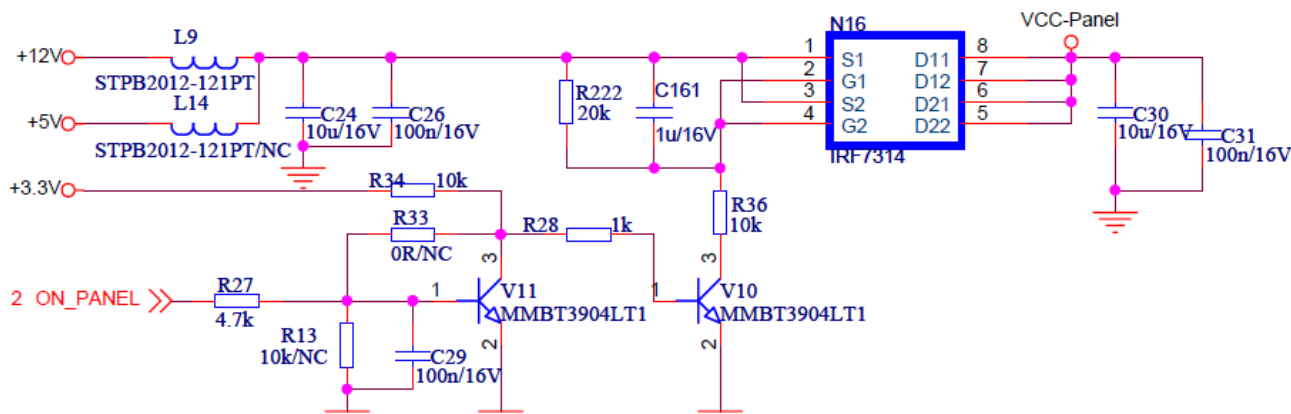 VCC-Panel
L9
N16
+12V
STPB2012-121PT
1 S1 D11 8
2 G1 D12 7
3 S2 D21 6
4 G2 D22 5
IRF7314
L14
+5V
STPB2012-121PT/NC
C24
10u/16V
C26
100n/16V
R222
20k
C161
1u/16V
C30
10u/16V
C31
100n/16V
+3.3V
R34 10k
R33
0R/NC
R28 1k
R36
10k
3
3
2 ON_PANEL
R27
4.7k
1
V11
MMBT3904LT1
1
V10
MMBT3904LT1
R13
10k/NC
C29
100n/16V
2
2